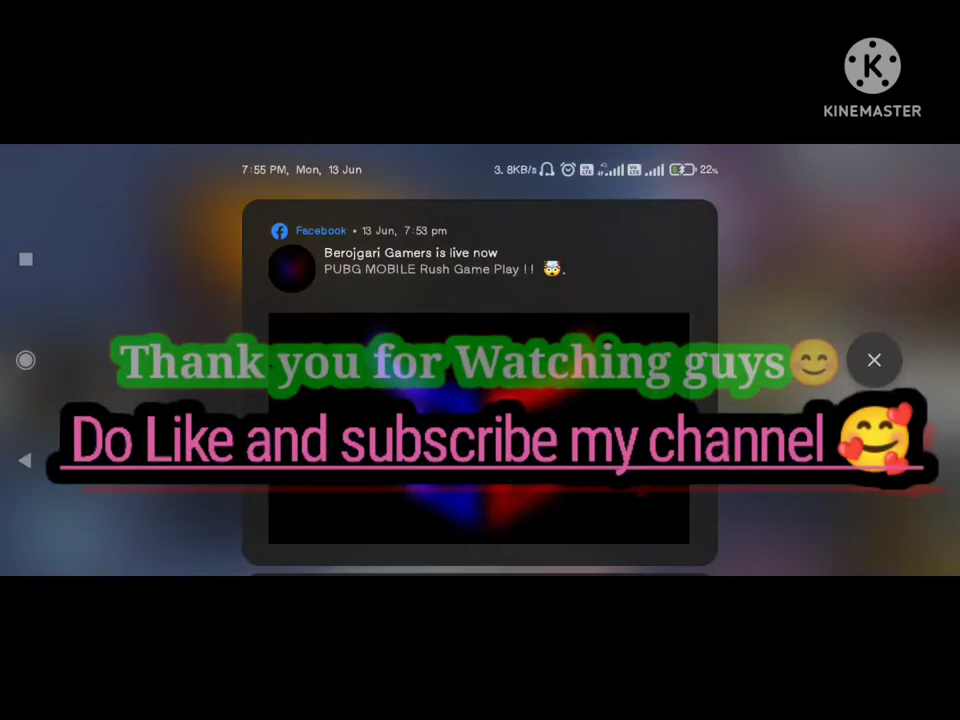 K
KINEMASTER
7:55 PM, Mon, 13 Jun
3. 8KB/s 4G 22%
Facebook • 13 Jun, 7:53 pm
Berojgari Gamers is live now
PUBG MOBILE Rush Game Play !! 🤯.
Thank you for Watching guys😊
Do Like and subscribe my channel 🥰